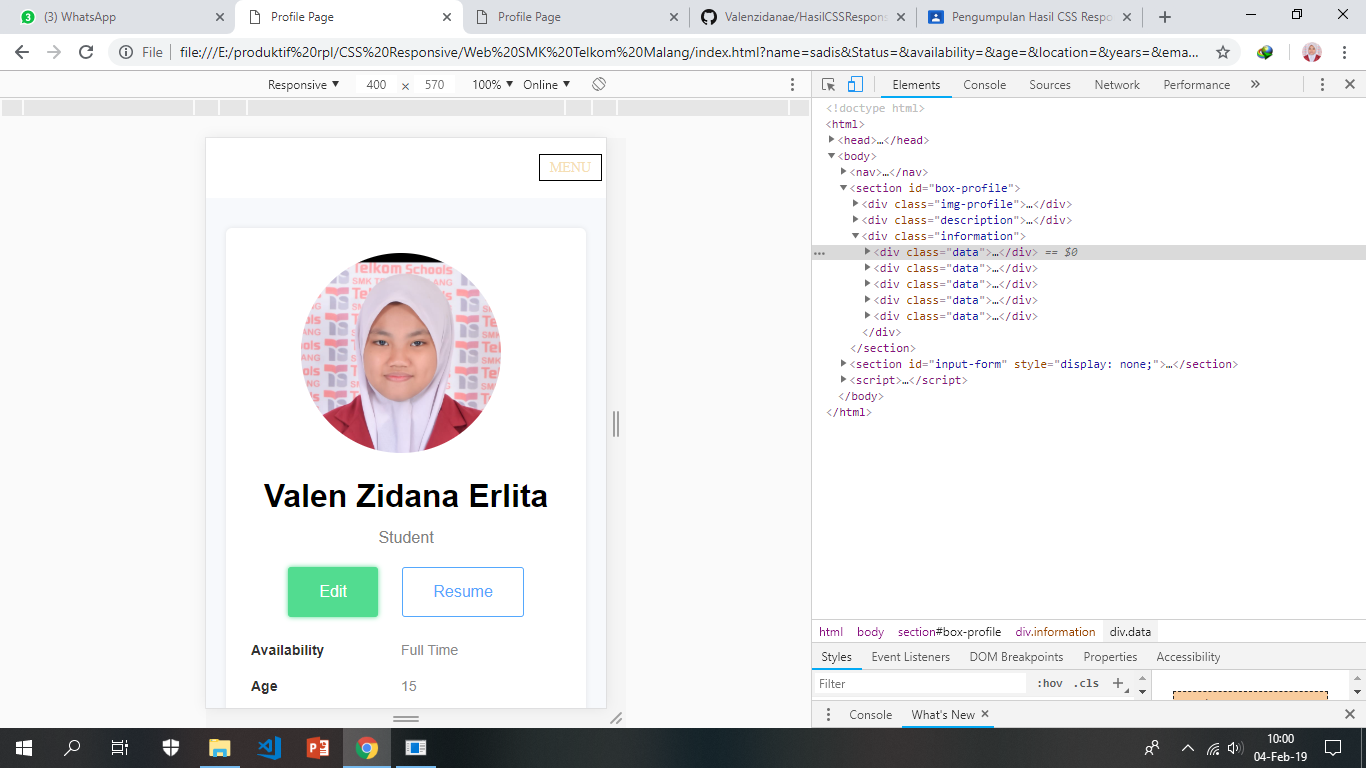 (3) WhatsApp
Profile Page
Profile Page
Valenzidanae/HasilCSSRespons
Pengumpulan Hasil CSS Respo
File
file:///E:/produktif%20rpl/CSS%20Responsive/Web%20SMK%20Telkom%20Malang/index.html?name=sadis&Status=&availability=&age=&location=&years=&ema...
Responsive ▼ 400 × 570 100% ▼ Online ▼
MENU
Telkom Schools
Valen Zidana Erlita
Student
Edit
Resume
Availability Full Time
Age 15
Elements Console Sources Network Performance »
<!doctype html>
<html>
<head>…</head>
<body>
<nav>…</nav>
<section id="box-profile">
<div class="img-profile">…</div>
<div class="description">…</div>
<div class="information">
<div class="data">…</div> == $0
<div class="data">…</div>
<div class="data">…</div>
<div class="data">…</div>
<div class="data">…</div>
</div>
</section>
<section id="input-form" style="display: none;">…</section>
<script>…</script>
</body>
</html>
html body section#box-profile div.information div.data
Styles Event Listeners DOM Breakpoints Properties Accessibility
Filter :hov .cls +
Console What's New ×
10:00
04-Feb-19